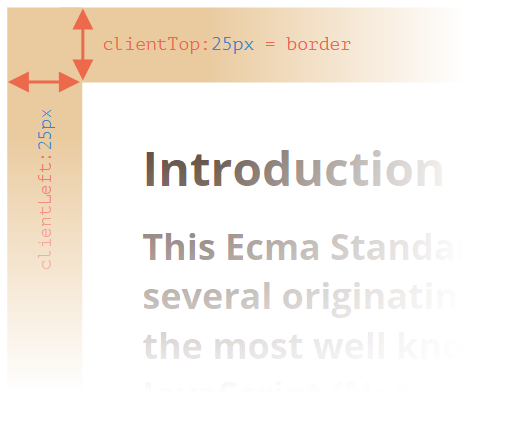 clientTop:25px = border
clientLeft:25px
Introduction
This Ecma Standa
several originatin
the most well kno